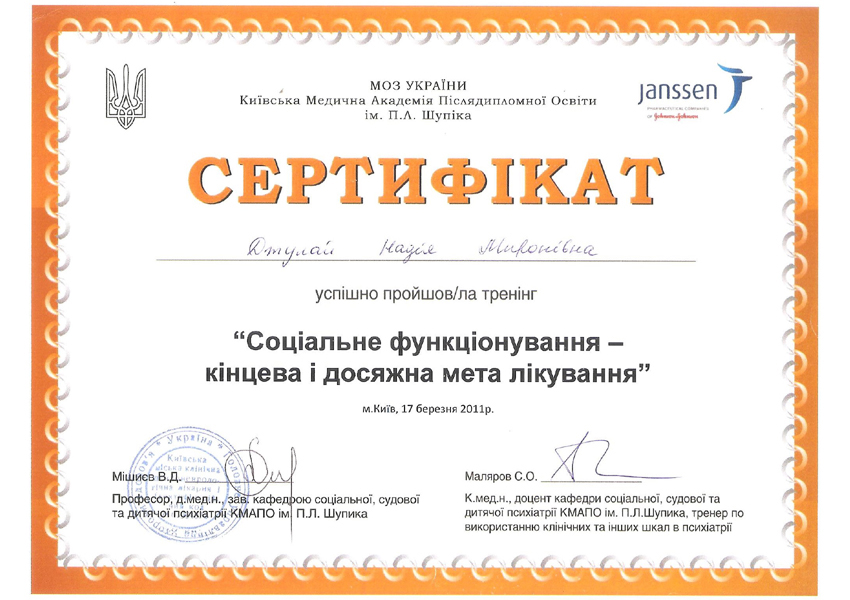 МОЗ УКРАЇНИ
Київська Медична Академія Післядипломної Освіти
ім. П.Л. Шупіка
janssen
PHARMACEUTICAL COMPANIES
OF Johnson & Johnson
СЕРТИФІКАТ
Джулай Надія Миронівна
успішно пройшов/ла тренінг
“Соціальне функціонування –
кінцева і досяжна мета лікування”
м.Київ, 17 березня 2011р.
Україна
Київська
міська клінічна
Мішиєв В.Д.
Професор, д.мед.н., зав. кафедрою соціальної, судової
та дитячої психіатрії КМАПО ім. П.Л. Шупика
Маляров С.О.
К.мед.н., доцент кафедри соціальної, судової та
дитячої психіатрії КМАПО ім. П.Л.Шупика, тренер по
використанню клінічних та інших шкал в психіатрії